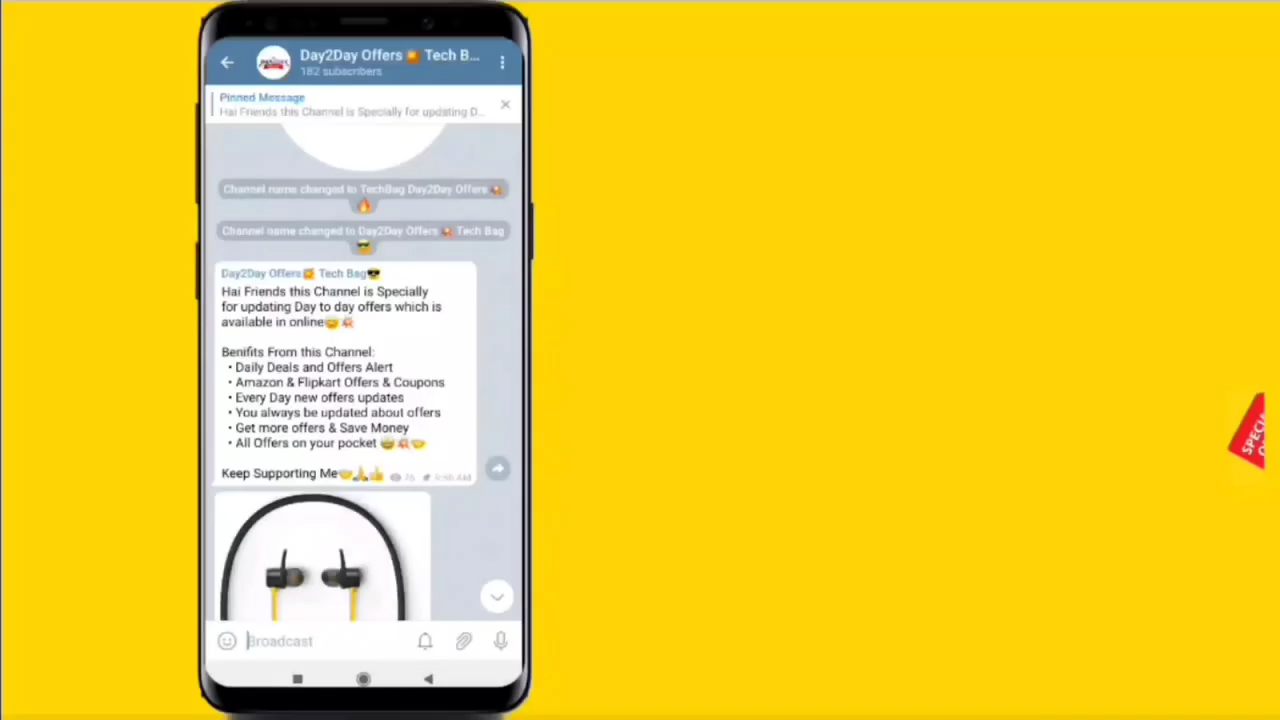 Day2Day Offers💥 Tech B...
182 subscribers
Pinned Message
Hai Friends this Channel is Specially for updating D...
Channel name changed to TechBag Day2Day Offers 💥
🔥
Channel name changed to Day2Day Offers 💥 Tech Bag
😎
Day2Day Offers💥 Tech Bag😎
Hai Friends this Channel is Specially
for updating Day to day offers which is
available in online🤝💥
Benifits From this Channel:
• Daily Deals and Offers Alert
• Amazon & Flipkart Offers & Coupons
• Every Day new offers updates
• You always be updated about offers
• Get more offers & Save Money
• All Offers on your pocket 🤩💥🤝
Keep Supporting Me🤝🙏👍 76
Broadcast